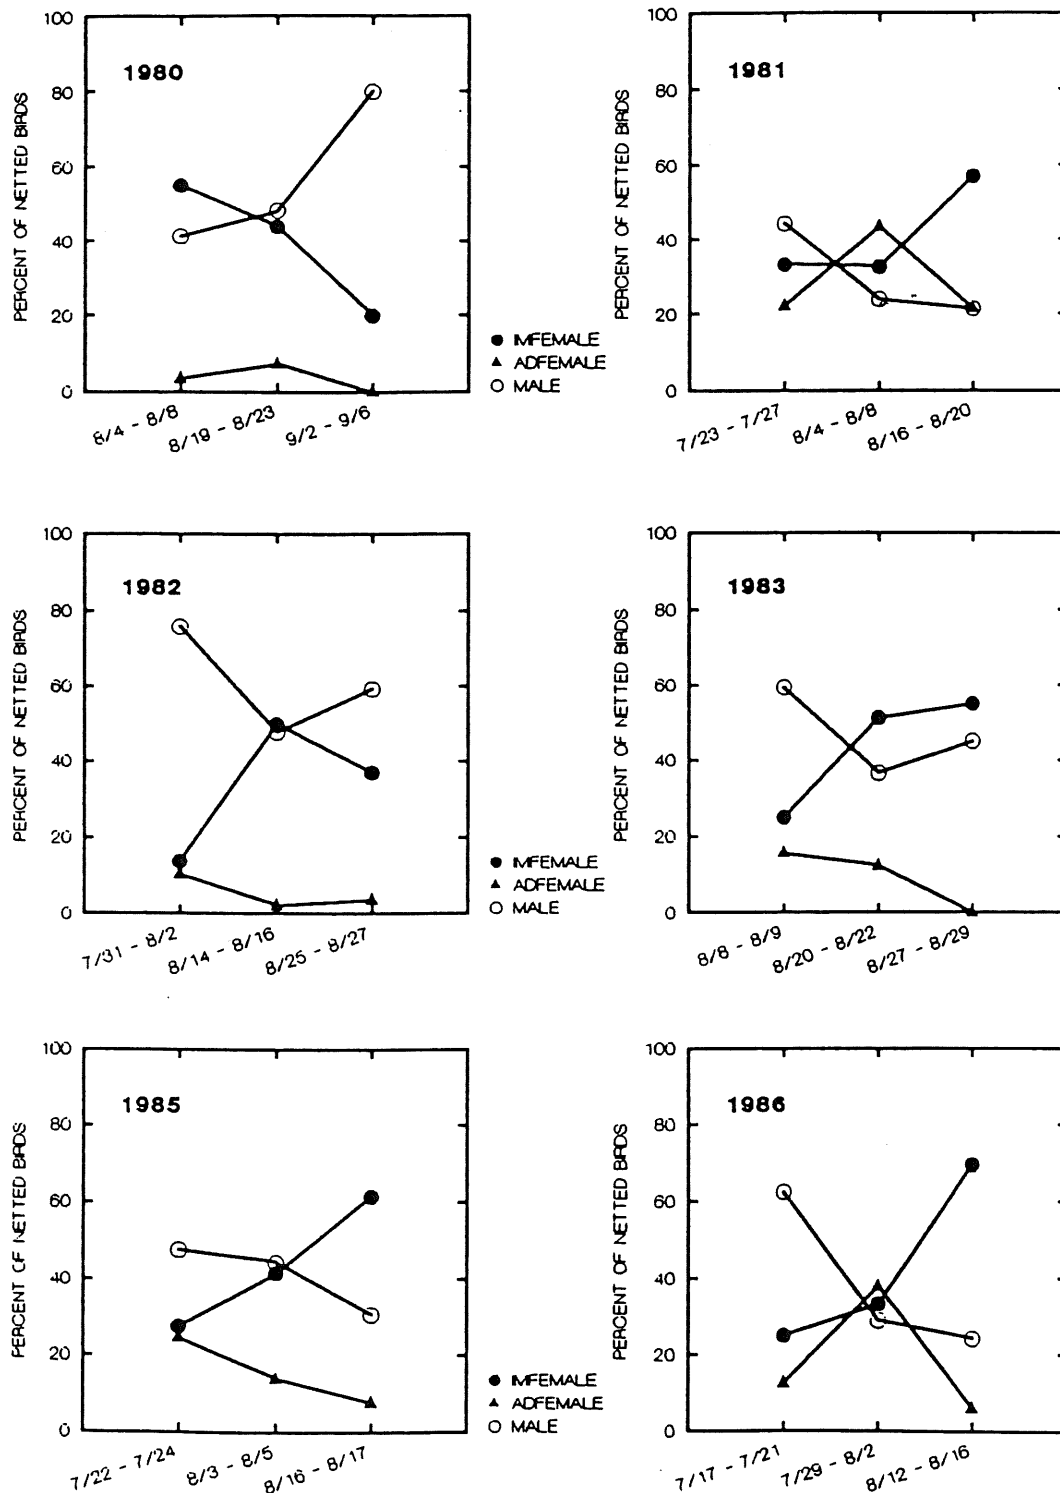 1980
PERCENT OF NETTED BIRDS
100
80
60
40
20
0
8/4 - 8/8
8/19 - 8/23
9/2 - 9/6
IMFEMALE
ADFEMALE
MALE
1981
PERCENT OF NETTED BIRDS
100
80
60
40
20
0
7/23 - 7/27
8/4 - 8/8
8/16 - 8/20
1982
PERCENT OF NETTED BIRDS
100
80
60
40
20
0
7/31 - 8/2
8/14 - 8/16
8/25 - 8/27
IMFEMALE
ADFEMALE
MALE
1983
PERCENT OF NETTED BIRDS
100
80
60
40
20
0
8/8 - 8/9
8/20 - 8/22
8/27 - 8/29
1985
PERCENT OF NETTED BIRDS
100
80
60
40
20
0
7/22 - 7/24
8/3 - 8/5
8/16 - 8/17
IMFEMALE
ADFEMALE
MALE
1986
PERCENT OF NETTED BIRDS
100
80
60
40
20
0
7/17 - 7/21
7/29 - 8/2
8/12 - 8/16